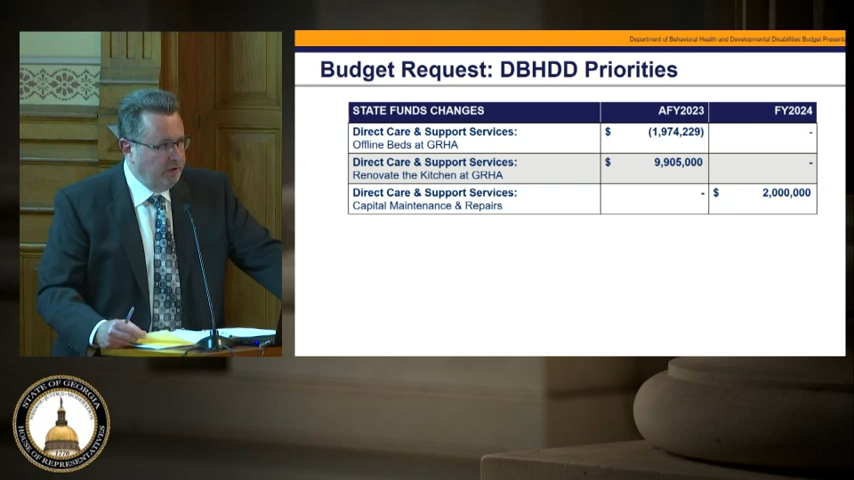 Department of Behavioral Health and Developmental Disabilities Budget Presenta
Budget Request: DBHDD Priorities
STATE FUNDS CHANGES AFY2023 FY2024
Direct Care & Support Services: $ (1,974,229) -
Offline Beds at GRHA
Direct Care & Support Services: $ 9,905,000 -
Renovate the Kitchen at GRHA
Direct Care & Support Services: - $ 2,000,000
Capital Maintenance & Repairs
STATE OF GEORGIA
HOUSE OF REPRESENTATIVES
1776